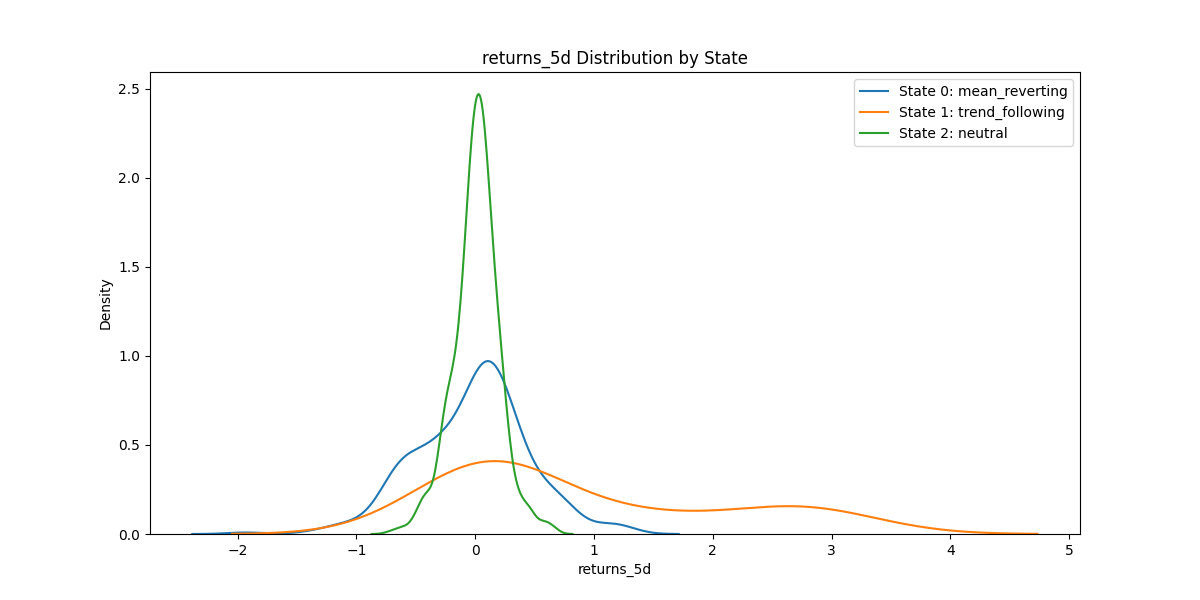 returns_5d Distribution by State
State 0: mean_reverting
State 1: trend_following
State 2: neutral
Density
2.5
2.0
1.5
1.0
0.5
0.0
−2
−1
0
1
2
3
4
5
returns_5d